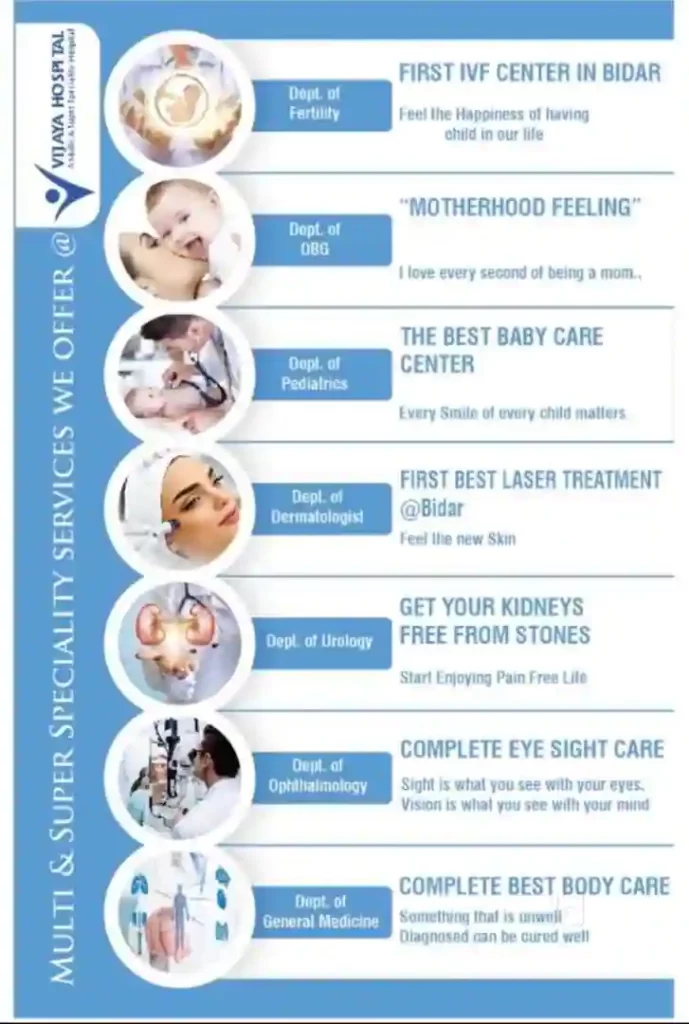 VIJAYA HOSPITAL
A Multi & Super Speciality Hospital
MULTI & SUPER SPECIALITY SERVICES WE OFFER @
Dept. of
Fertility
FIRST IVF CENTER IN BIDAR
Feel the Happiness of having
child in our life
Dept. of
OBG
“MOTHERHOOD FEELING”
I love every second of being a mom..
Dept. of
Pediatrics
THE BEST BABY CARE
CENTER
Every Smile of every child matters
Dept. of
Dermatologist
FIRST BEST LASER TREATMENT
@Bidar
Feel the new Skin
Dept. of Urology
GET YOUR KIDNEYS
FREE FROM STONES
Start Enjoying Pain Free Life
Dept. of
Ophthalmology
COMPLETE EYE SIGHT CARE
Sight is what you see with your eyes.
Vision is what you see with your mind
Dept. of
General Medicine
COMPLETE BEST BODY CARE
Something that is unwell
Diagnosed can be cured well